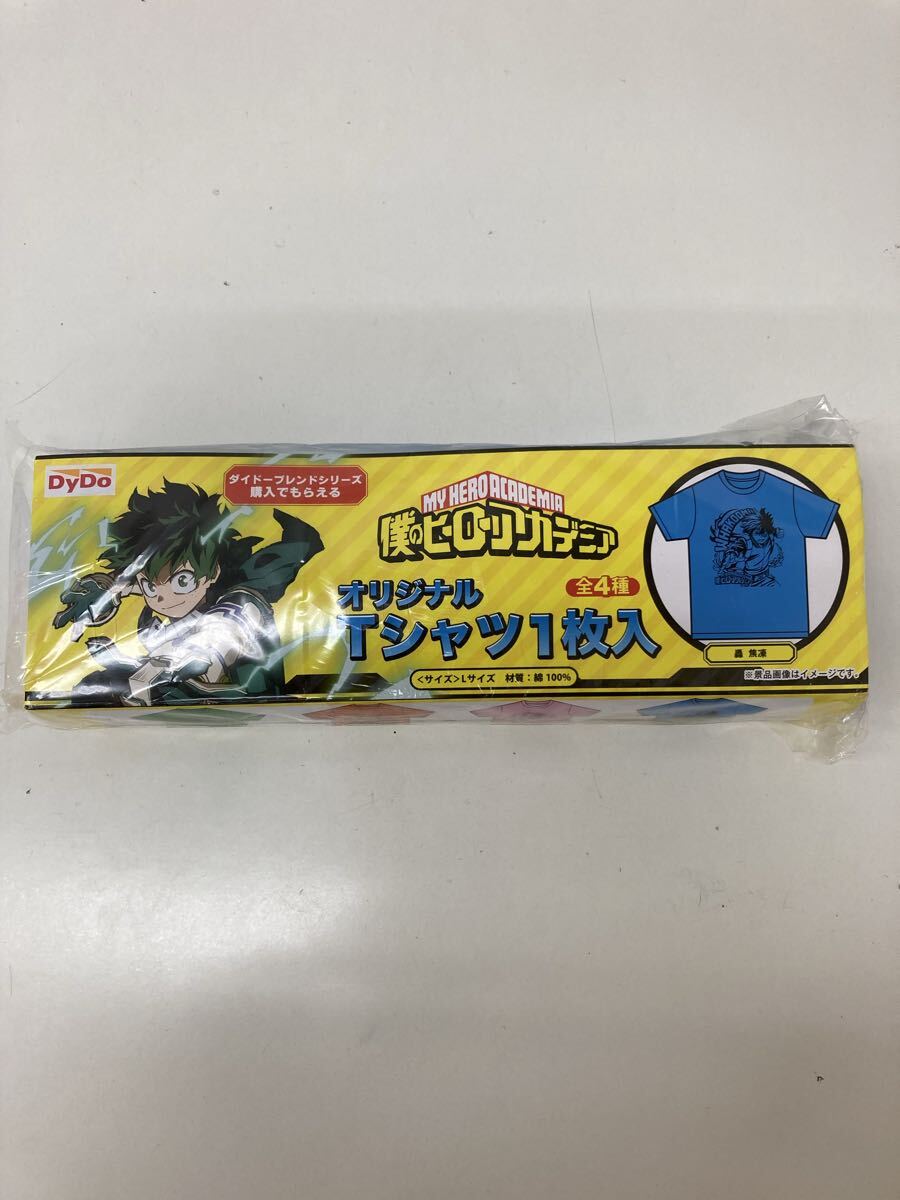 DyDo
ダイドーブレンドシリーズ
購入でもらえる
MY HERO ACADEMIA
僕のヒーローアカデミア
オリジナル
全4種
Tシャツ1枚入
<サイズ>Lサイズ 材質：綿100%
轟 焦凍
※景品画像はイメージです。